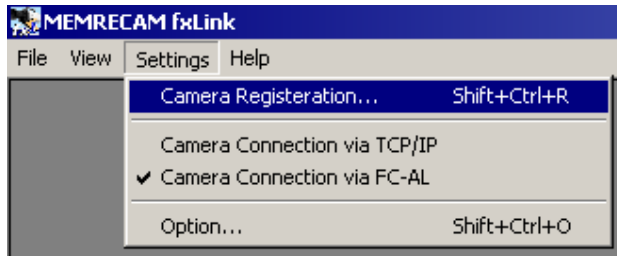 MEMRECAM fxLink
File View Settings Help
Camera Registeration... Shift+Ctrl+R
Camera Connection via TCP/IP
Camera Connection via FC-AL
Option... Shift+Ctrl+O